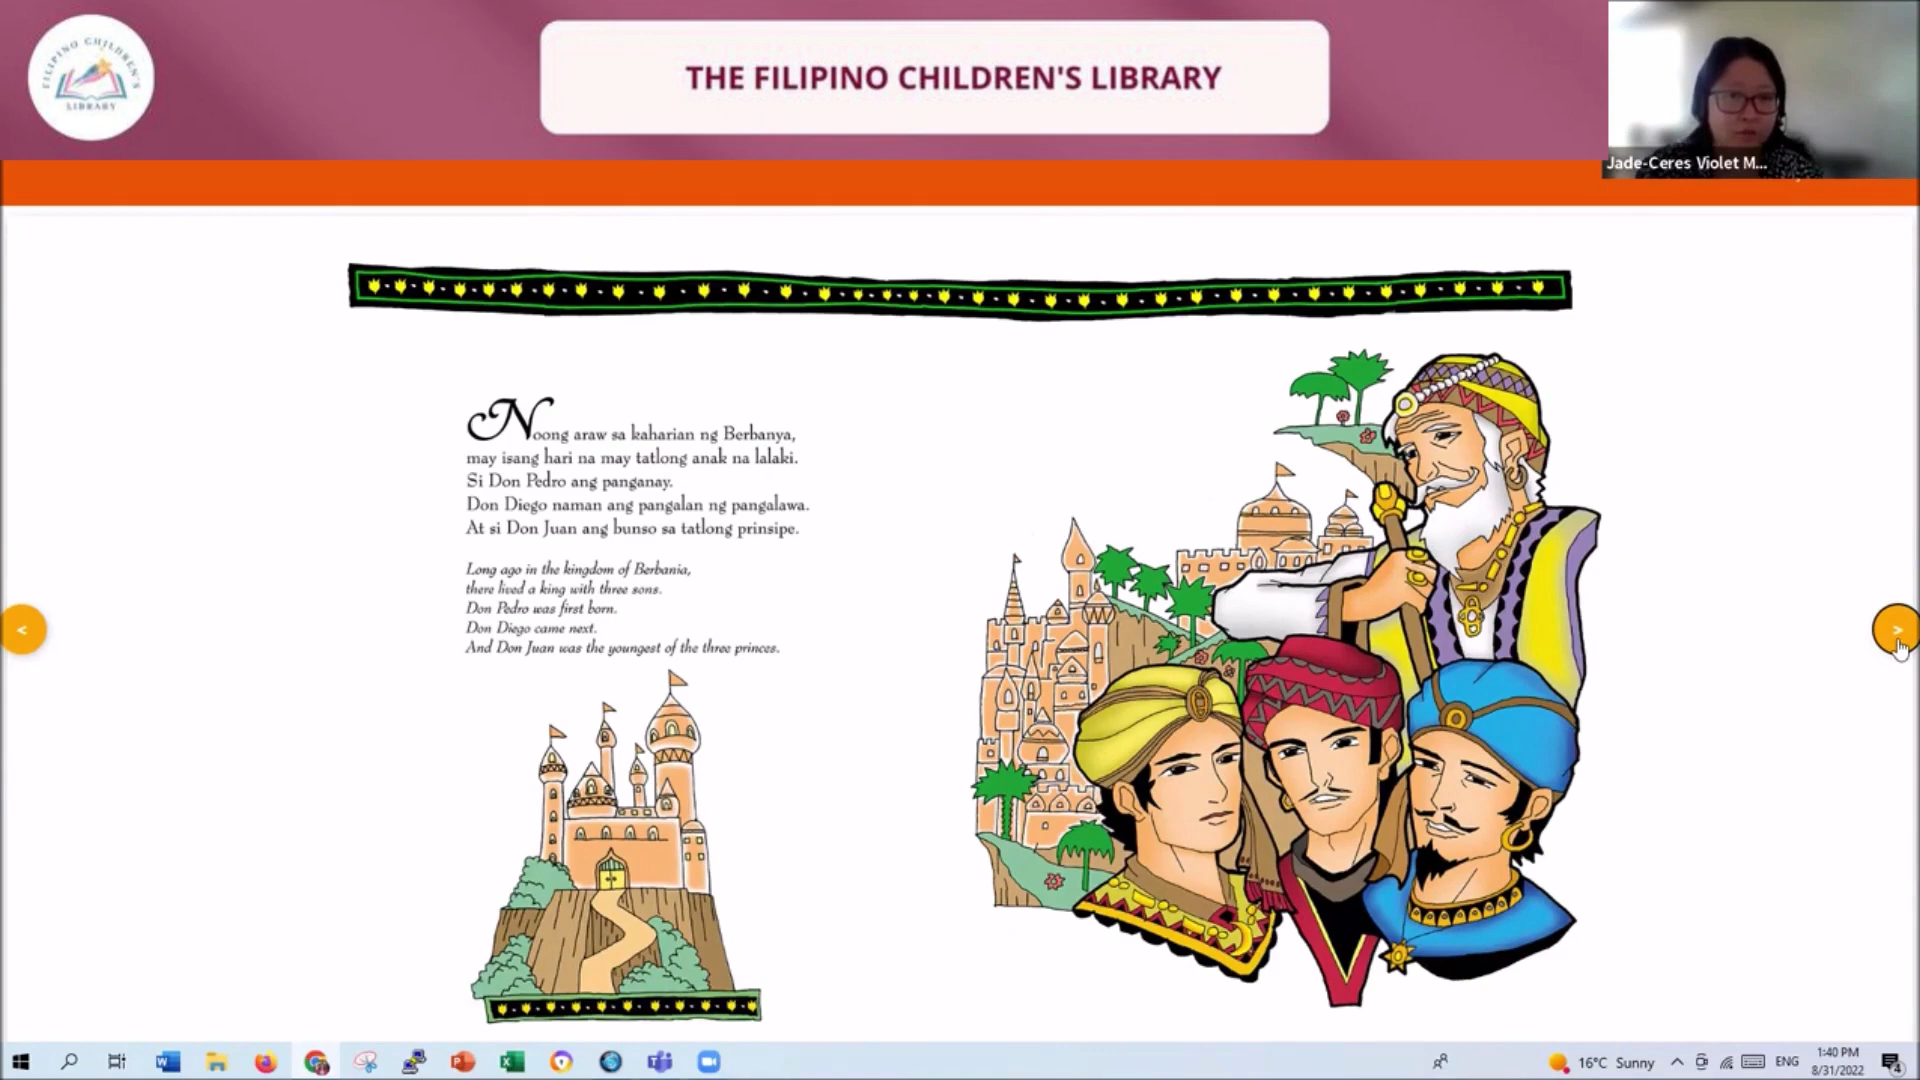 FILIPINO CHILDREN'S
LIBRARY
THE FILIPINO CHILDREN'S LIBRARY
Jade-Ceres Violet M...
Noong araw sa kaharian ng Berbanya,
may isang hari na may tatlong anak na lalaki.
Si Don Pedro ang panganay.
Don Diego naman ang pangalan ng pangalawa.
At si Don Juan ang bunso sa tatlong prinsipe.
Long ago in the kingdom of Berbania,
there lived a king with three sons.
Don Pedro was first born.
Don Diego came next.
And Don Juan was the youngest of the three princes.
<
>
16°C Sunny
ENG
1:40 PM
8/31/2022
4